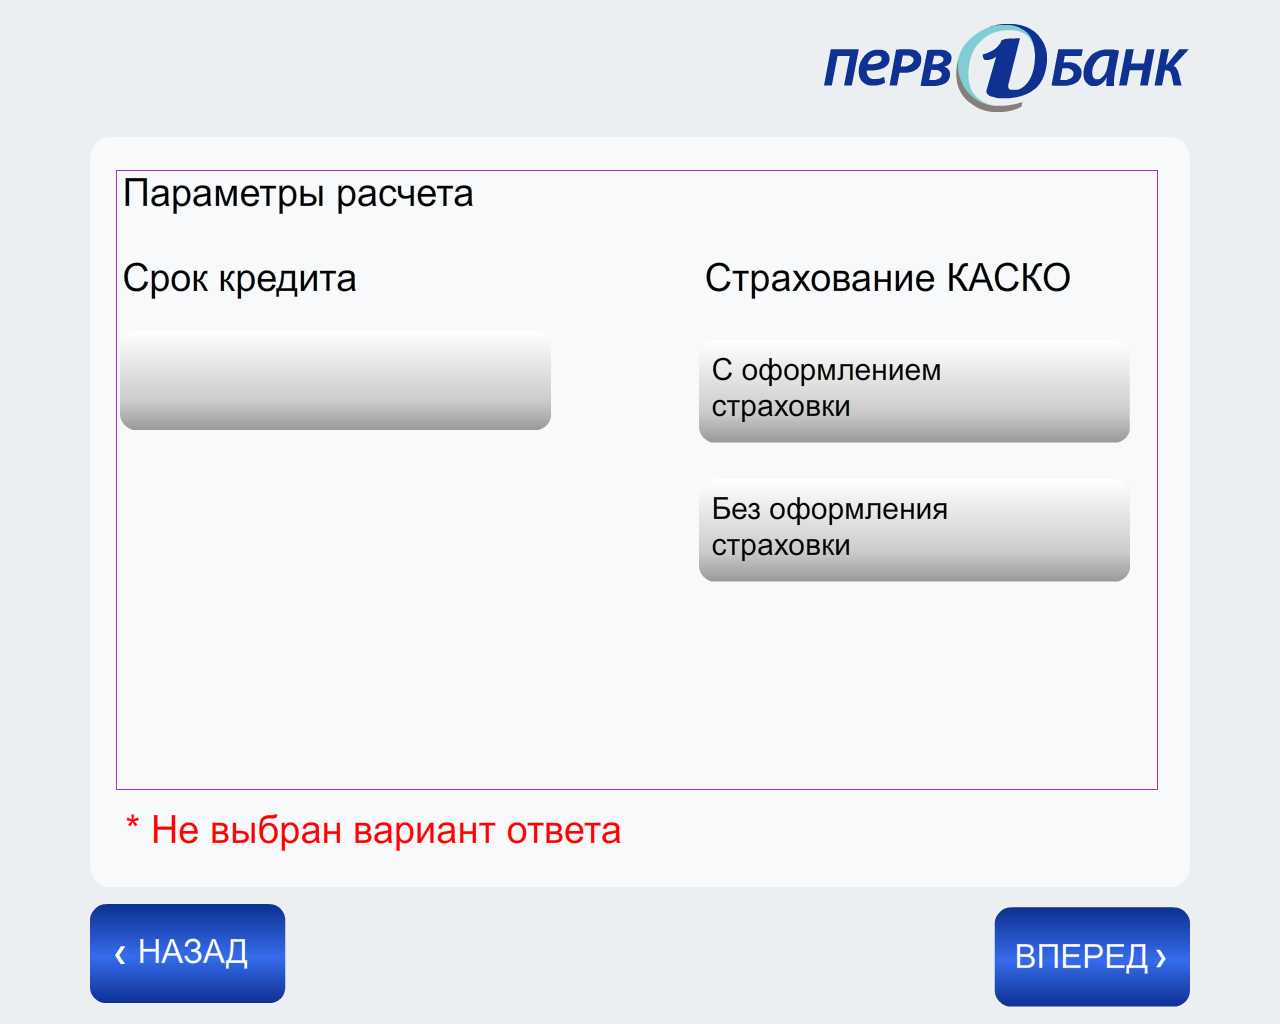 ПЕРВ1БАНК
Параметры расчета
Срок кредита
Страхование КАСКО
С оформлением
страховки
Без оформления
страховки
* Не выбран вариант ответа
‹ НАЗАД
ВПЕРЕД ›